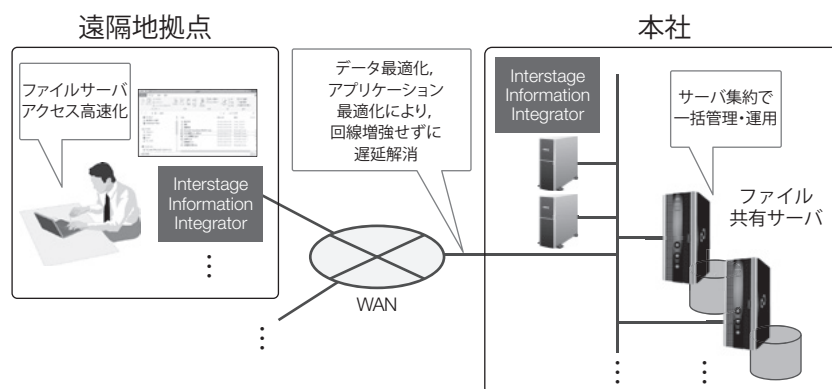 遠隔地拠点
ファイルサーバ
アクセス高速化
Interstage
Information
Integrator
データ最適化,
アプリケーション
最適化により,
回線増強せずに
遅延解消
WAN
本社
Interstage
Information
Integrator
サーバ集約で
一括管理・運用
ファイル
共有サーバ